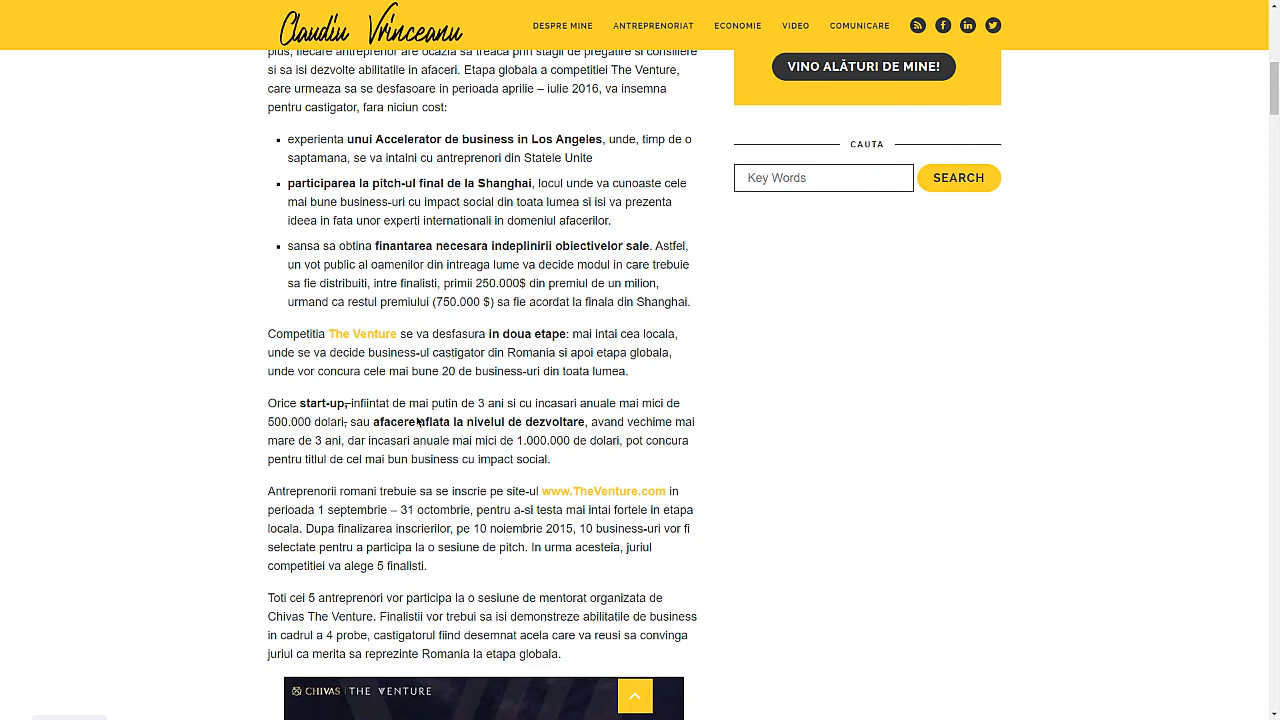 Claudiu Vrinceanu
DESPRE MINE
ANTREPRENORIAT
ECONOMIE
VIDEO
COMUNICARE
plus, fiecare antreprenor are ocazia sa treaca prin stagii de pregatire si consiliere
si sa isi dezvolte abilitatile in afaceri. Etapa globala a competitiei The Venture,
care urmeaza sa se desfasoare in perioada aprilie – iulie 2016, va insemna
pentru castigator, fara niciun cost:
experienta unui Accelerator de business in Los Angeles, unde, timp de o
saptamana, se va intalni cu antreprenori din Statele Unite
participarea la pitch-ul final de la Shanghai, locul unde va cunoaste cele
mai bune business-uri cu impact social din toata lumea si isi va prezenta
ideea in fata unor experti internationali in domeniul afacerilor.
sansa sa obtina finantarea necesara indeplinirii obiectivelor sale. Astfel,
un vot public al oamenilor din intreaga lume va decide modul in care trebuie
sa fie distribuiti, intre finalisti, primii 250.000$ din premiul de un milion,
urmand ca restul premiului (750.000 $) sa fie acordat la finala din Shanghai.
Competitia The Venture se va desfasura in doua etape: mai intai cea locala,
unde se va decide business-ul castigator din Romania si apoi etapa globala,
unde vor concura cele mai bune 20 de business-uri din toata lumea.
Orice start-up, infiintat de mai putin de 3 ani si cu incasari anuale mai mici de
500.000 dolari, sau afacere aflata la nivelul de dezvoltare, avand vechime mai
mare de 3 ani, dar incasari anuale mai mici de 1.000.000 de dolari, pot concura
pentru titlul de cel mai bun business cu impact social.
Antreprenorii romani trebuie sa se inscrie pe site-ul www.TheVenture.com in
perioada 1 septembrie – 31 octombrie, pentru a-si testa mai intai fortele in etapa
locala. Dupa finalizarea inscrierilor, pe 10 noiembrie 2015, 10 business-uri vor fi
selectate pentru a participa la o sesiune de pitch. In urma acesteia, juriul
competitiei va alege 5 finalisti.
Toti cei 5 antreprenori vor participa la o sesiune de mentorat organizata de
Chivas The Venture. Finalistii vor trebui sa isi demonstreze abilitatile de business
in cadrul a 4 probe, castigatorul fiind desemnat acela care va reusi sa convinga
juriul ca merita sa reprezinte Romania la etapa globala.
CHIVAS | THE VENTURE
VINO ALĂTURI DE MINE!
CAUTA
Key Words
SEARCH